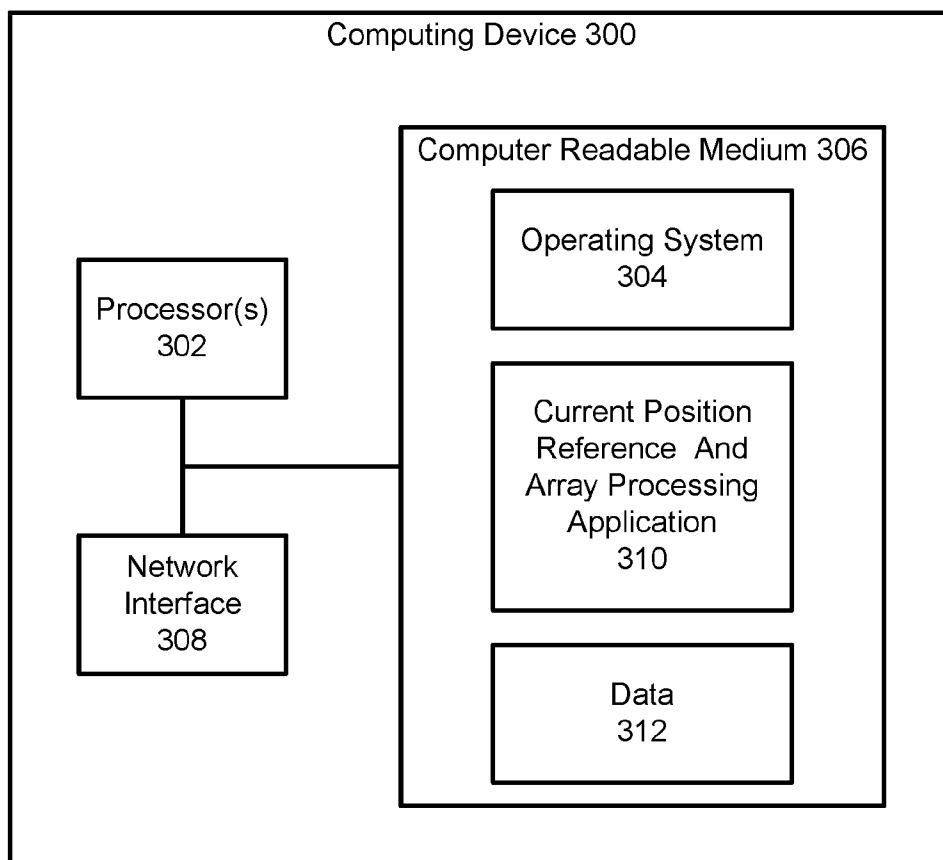 Computing Device 300
Computer Readable Medium 306
Operating System
304
Processor(s)
302
Current Position
Reference And
Array Processing
Application
310
Network
Interface
308
Data
312